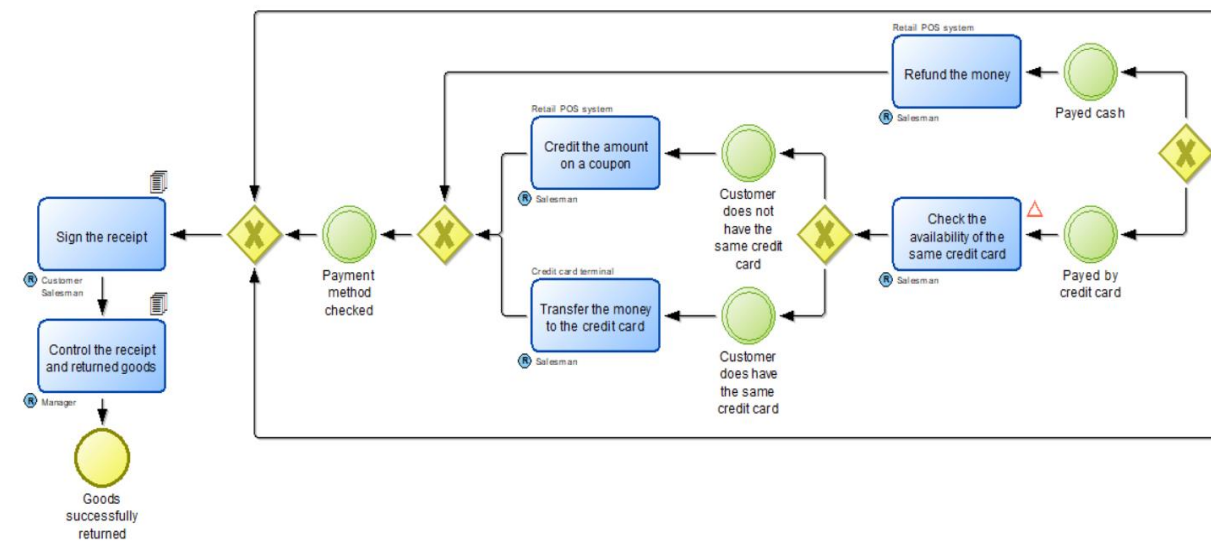 Retail POS system
Refund the money
R Salesman
Payed cash
Retail POS system
Credit the amount
on a coupon
R Salesman
Customer
does not
have the
same credit
card
Check the
availability of the
same credit card
R Salesman
Payed by
credit card
Sign the receipt
R Customer
Salesman
Payment
method
checked
Credit card terminal
Transfer the money
to the credit card
R Salesman
Customer
does have
the same
credit card
Control the receipt
and returned goods
R Manager
Goods
successfully
returned